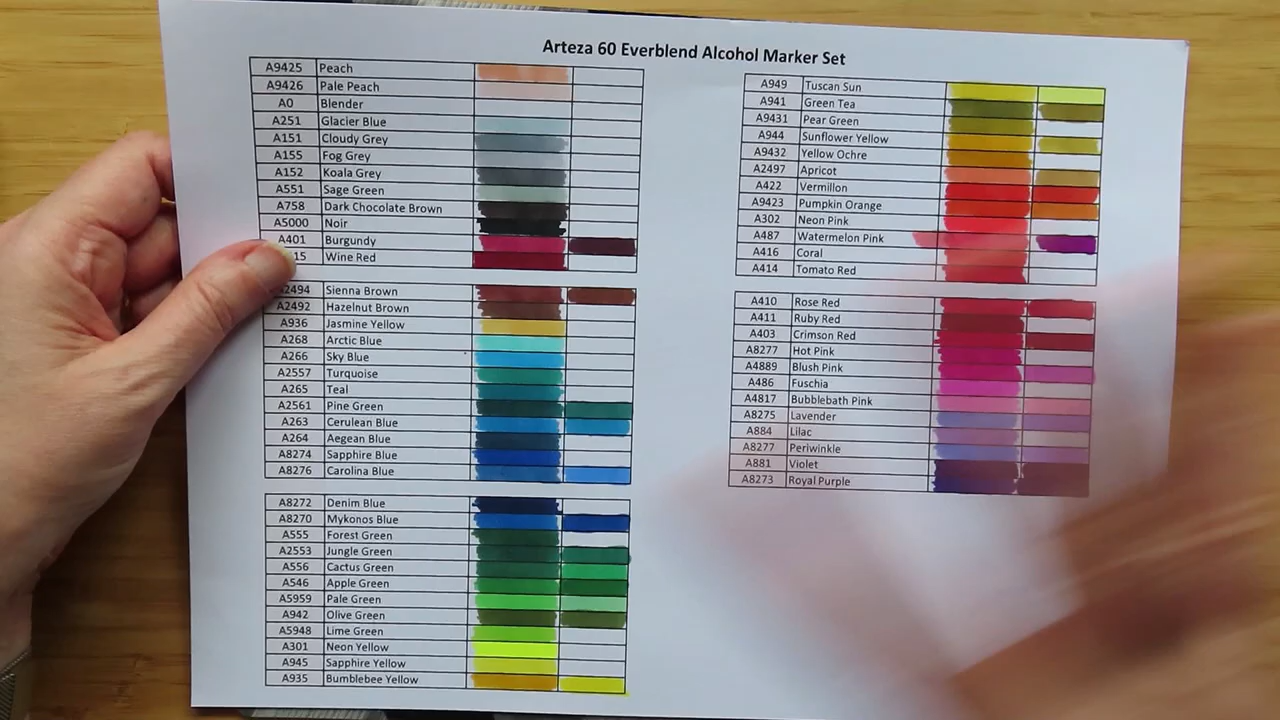 Arteza 60 Everblend Alcohol Marker Set
A9425 Peach
A9426 Pale Peach
A0 Blender
A251 Glacier Blue
A151 Cloudy Grey
A155 Fog Grey
A152 Koala Grey
A551 Sage Green
A758 Dark Chocolate Brown
A5000 Noir
A401 Burgundy
15 Wine Red
A2494 Sienna Brown
A2492 Hazelnut Brown
A936 Jasmine Yellow
A268 Arctic Blue
A266 Sky Blue
A2557 Turquoise
A265 Teal
A2561 Pine Green
A263 Cerulean Blue
A264 Aegean Blue
A8274 Sapphire Blue
A8276 Carolina Blue
A8272 Denim Blue
A8270 Mykonos Blue
A555 Forest Green
A2553 Jungle Green
A556 Cactus Green
A546 Apple Green
A5959 Pale Green
A942 Olive Green
A5948 Lime Green
A301 Neon Yellow
A945 Sapphire Yellow
A935 Bumblebee Yellow
A949 Tuscan Sun
A941 Green Tea
A9431 Pear Green
A944 Sunflower Yellow
A9432 Yellow Ochre
A2497 Apricot
A422 Vermillon
A9423 Pumpkin Orange
A302 Neon Pink
A487 Watermelon Pink
A416 Coral
A414 Tomato Red
A410 Rose Red
A411 Ruby Red
A403 Crimson Red
A8277 Hot Pink
A4889 Blush Pink
A486 Fuschia
A4817 Bubblebath Pink
A8275 Lavender
A884 Lilac
A8277 Periwinkle
A881 Violet
A8273 Royal Purple